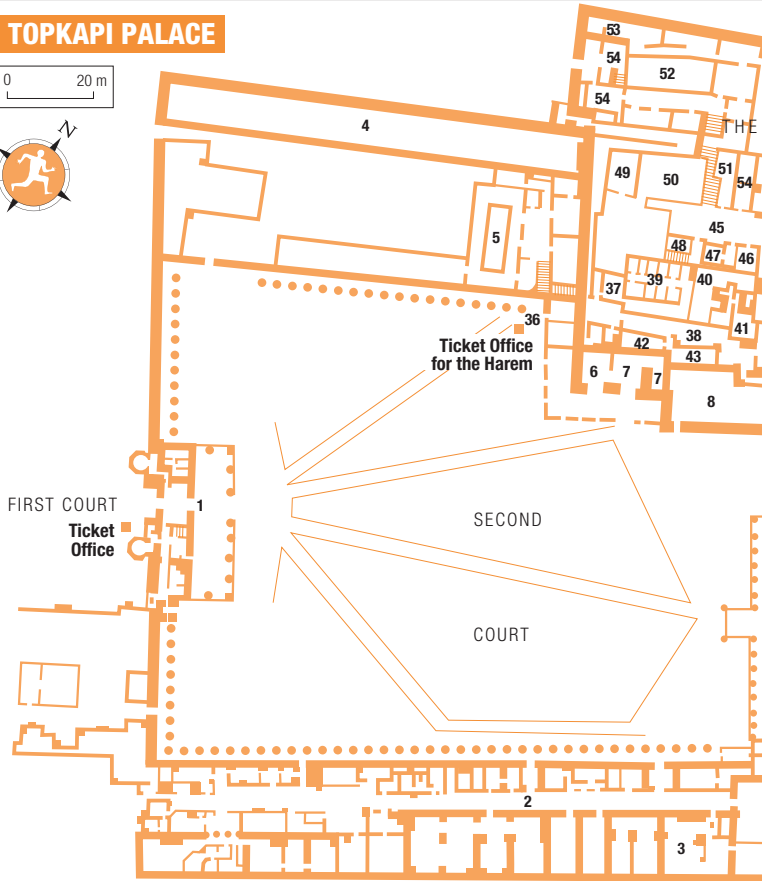 TOPKAPI PALACE
0 20 m
N
53
54
52
54
4
THE
49
50
51
54
45
5
48
47
46
37
39
40
36
38
41
Ticket Office
for the Harem
42
43
6
7
7
8
FIRST COURT
1
SECOND
Ticket
Office
COURT
2
3